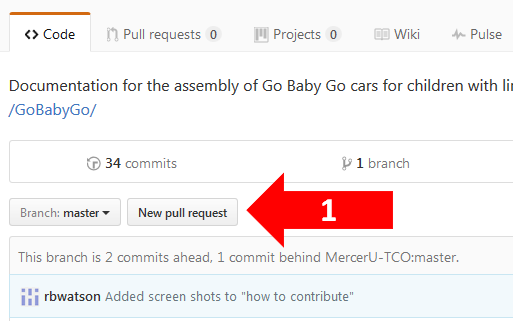 <> Code Pull requests 0 Projects 0 Wiki Pulse
Documentation for the assembly of Go Baby Go cars for children with
/GoBabyGo/
34 commits 1 branch
Branch: master New pull request 1
This branch is 2 commits ahead, 1 commit behind MercerU-TCO:master.
rbwatson Added screen shots to "how to contribute"